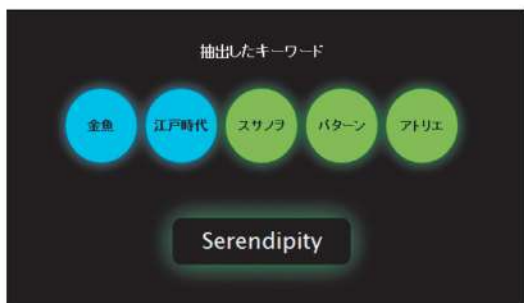 抽出したキーワード
金魚 江戸時代 スサノヲ パターン アトリエ
Serendipity